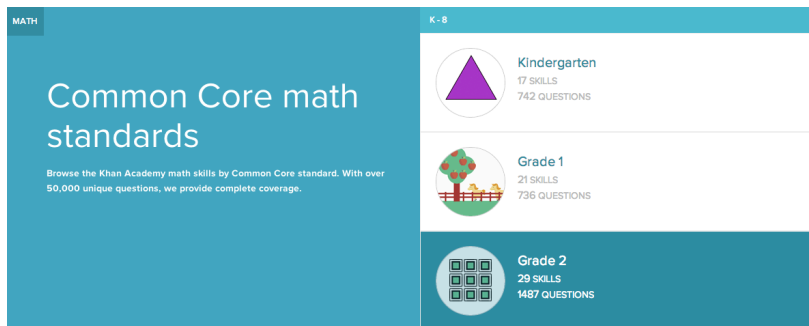 MATH
Common Core math
standards
Browse the Khan Academy math skills by Common Core standard. With over
50,000 unique questions, we provide complete coverage.
K-8
Kindergarten
17 SKILLS
742 QUESTIONS
Grade 1
21 SKILLS
736 QUESTIONS
Grade 2
29 SKILLS
1487 QUESTIONS